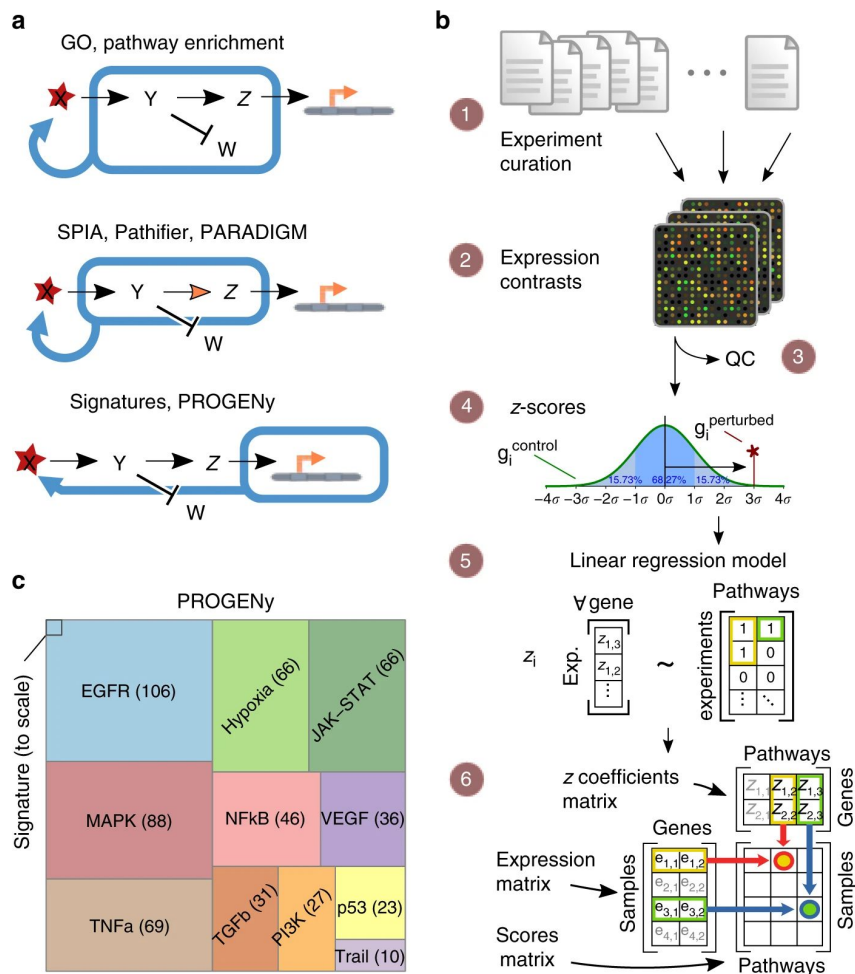 a
GO, pathway enrichment
X
Y
Z
W
SPIA, Pathifier, PARADIGM
X
Y
Z
W
Signatures, PROGENy
X
Y
Z
W
b
1
Experiment
curation
2
Expression
contrasts
QC
3
4
z-scores
g_i^control
g_i^perturbed
15.73% 68.27% 15.73%
−4σ −3σ −2σ −1σ 0σ 1σ 2σ 3σ 4σ
5
Linear regression model
∀ gene
Pathways
z_i
Exp.
z_1,3
z_1,2
⋮
~
experiments
1 1
1 0
0 0
⋮ ⋱
6
z coefficients
matrix
Pathways
Genes
z_1,1 z_1,2 z_1,3
z_2,1 z_2,2 z_2,3
Expression
matrix
Genes
Samples
e_1,1 e_1,2
e_2,1 e_2,2
e_3,1 e_3,2
e_4,1 e_4,2
Samples
Scores
matrix
Pathways
c
PROGENy
Signature (to scale)
EGFR (106)
Hypoxia (66)
JAK–STAT (66)
MAPK (88)
NFkB (46)
VEGF (36)
TNFa (69)
TGFb (31)
PI3K (27)
p53 (23)
Trail (10)